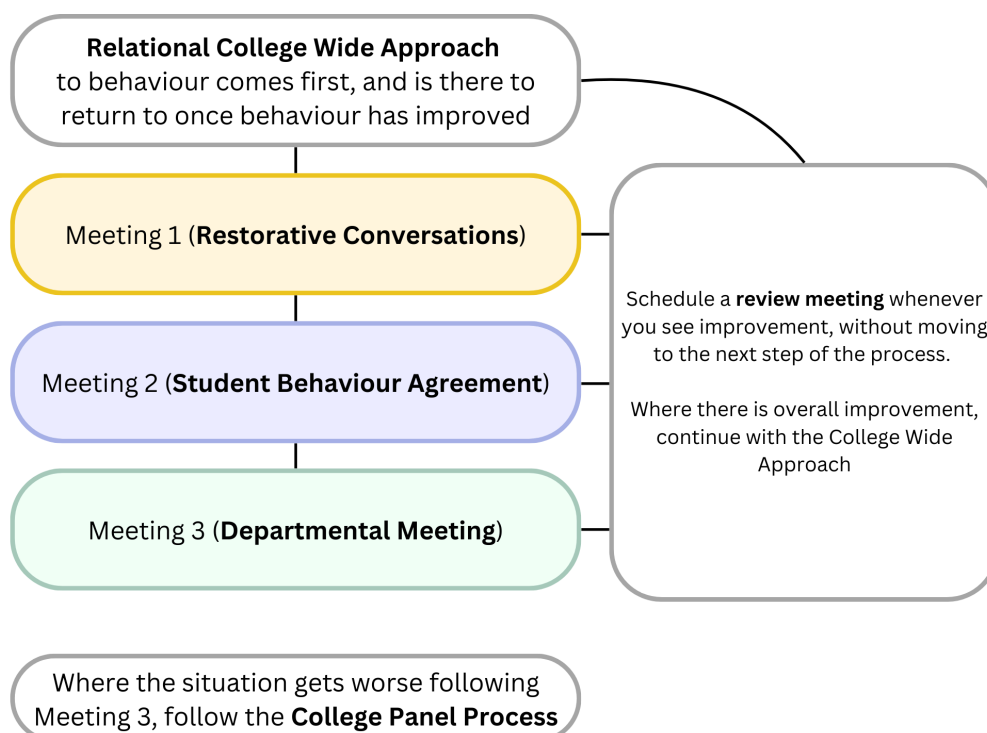 Relational College Wide Approach
to behaviour comes first, and is there to
return to once behaviour has improved
Meeting 1 (Restorative Conversations)
Meeting 2 (Student Behaviour Agreement)
Meeting 3 (Departmental Meeting)
Schedule a review meeting whenever
you see improvement, without moving
to the next step of the process.
Where there is overall improvement,
continue with the College Wide
Approach
Where the situation gets worse following
Meeting 3, follow the College Panel Process